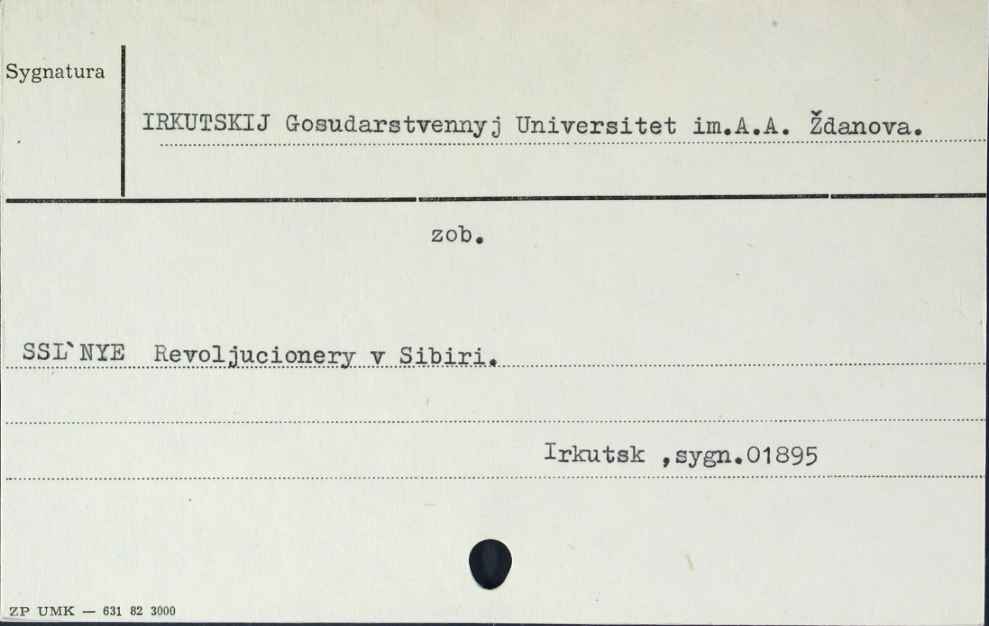 Sygnatura
IRKUTSKIJ Gosudarstvennyj Universitet im.A.A. Ždanova.
zob.
SSL`NYE Revoljucionery v Sibiri.
Irkutsk ,sygn.01895
ZP UMK — 631 82 3000